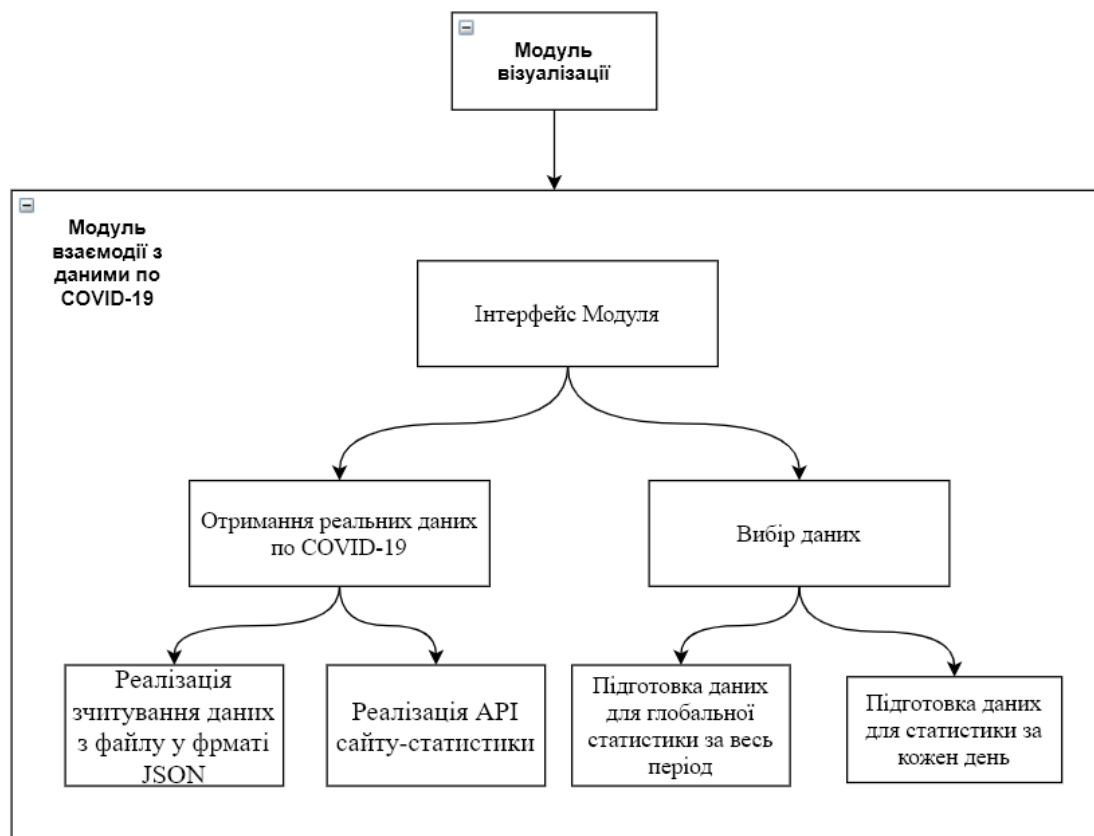 Модуль
візуалізації
Модуль
взаємодії з
даними по
COVID-19
Інтерфейс Модуля
Отримання реальних даних
по COVID-19
Вибір даних
Реалізація
зчитування даних
з файлу у фрматі
JSON
Реалізація API
сайту-статистики
Підготовка даних
для глобальної
статистики за весь
період
Підготовка даних
для статистики за
кожен день